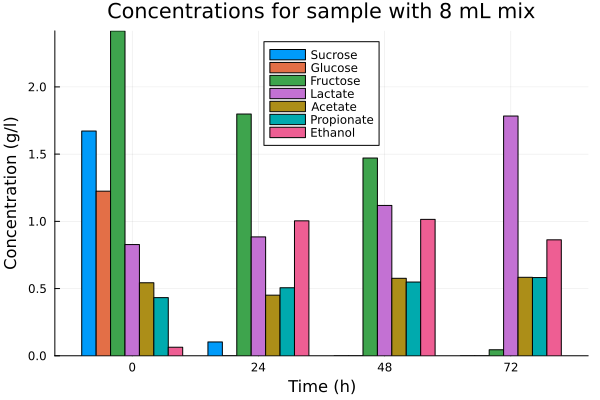 Concentrations for sample with 8 mL mix
Sucrose
Glucose
Fructose
Lactate
Acetate
Propionate
Ethanol
Concentration (g/l)
2.0
1.5
1.0
0.5
0.0
0 24 48 72
Time (h)